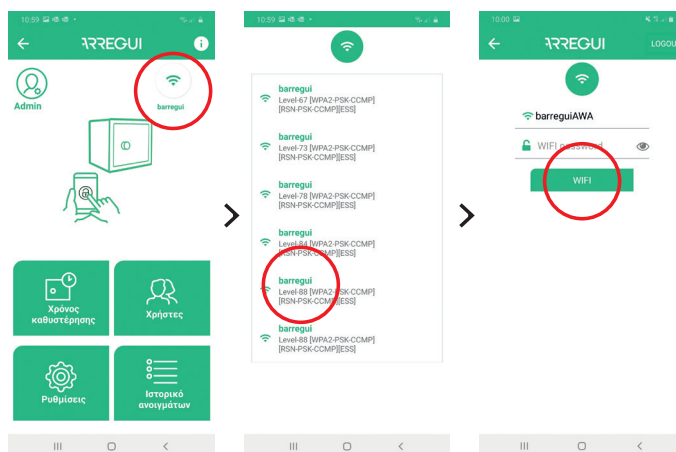 10:59
ARREGUI
i
Admin
barregui
Χρόνος
καθυστέρησης
Χρήστες
Ρυθμίσεις
Ιστορικό
ανοιγμάτων
10:59
barregui
Level-67 [WPA2-PSK-CCMP]
[RSN-PSK-CCMP][ESS]
barregui
Level-73 [WPA2-PSK-CCMP]
[RSN-PSK-CCMP][ESS]
barregui
Level-78 [WPA2-PSK-CCMP]
[RSN-PSK-CCMP][ESS]
barregui
Level-84 [WPA2-PSK-CCMP]
[RSN-PSK-CCMP][ESS]
barregui
Level-88 [WPA2-PSK-CCMP]
[RSN-PSK-CCMP][ESS]
barregui
Level-88 [WPA2-PSK-CCMP]
[RSN-PSK-CCMP][ESS]
10:00
ARREGUI
LOGOU
barreguiAWA
WIFI password
WIFI